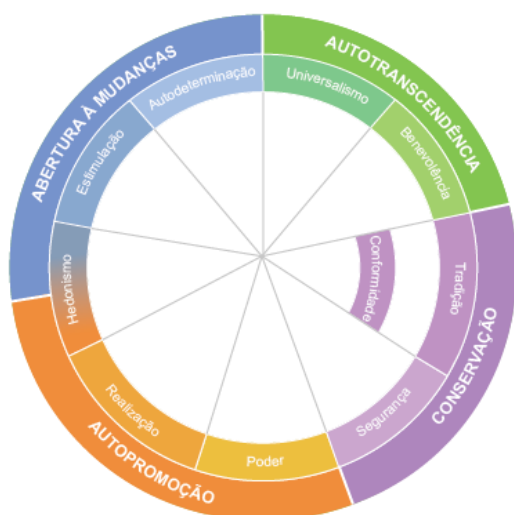 ABERTURA À MUDANÇAS
AUTOTRANSCENDÊNCIA
Autodeterminação
Universalismo
Estimulação
Benevolência
Conformidade
Tradição
Hedonismo
CONSERVAÇÃO
Realização
Segurança
Poder
AUTOPROMOÇÃO